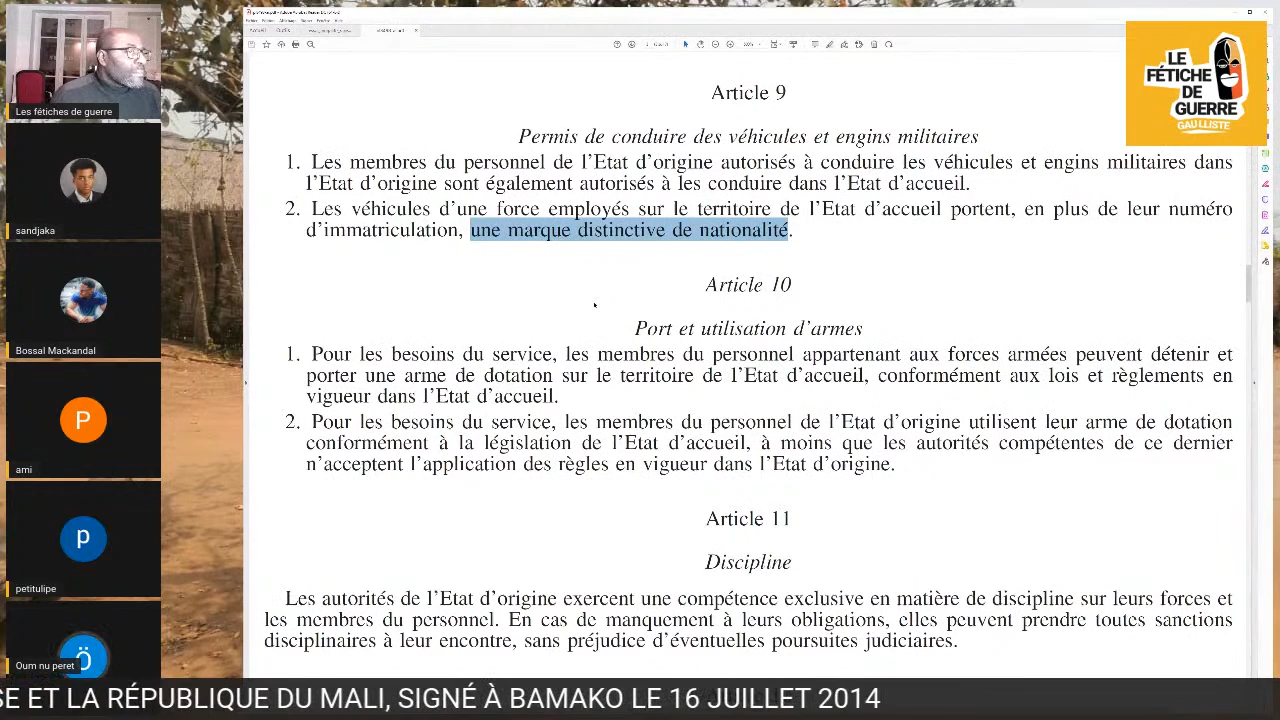 LE
FÉTICHE
DE
GUERRE
GAULLISTE
Les fétiches de guerre
sandjaka
Bossal Mackandal
P
ami
p
petitulipe
Ö
Oum nu peret
Article 9
Permis de conduire des véhicules et engins militaires
1. Les membres du personnel de l'Etat d'origine autorisés à conduire les véhicules et engins militaires dans
l'Etat d'origine sont également autorisés à les conduire dans l'Etat d'accueil.
2. Les véhicules d'une force employés sur le territoire de l'Etat d'accueil portent, en plus de leur numéro
d'immatriculation, une marque distinctive de nationalité.
Article 10
Port et utilisation d'armes
1. Pour les besoins du service, les membres du personnel appartenant aux forces armées peuvent détenir et
porter une arme de dotation sur le territoire de l'Etat d'accueil, conformément aux lois et règlements en
vigueur dans l'Etat d'accueil.
2. Pour les besoins du service, les membres du personnel de l'Etat d'origine utilisent leur arme de dotation
conformément à la législation de l'Etat d'accueil, à moins que les autorités compétentes de ce dernier
n'acceptent l'application des règles en vigueur dans l'Etat d'origine.
Article 11
Discipline
Les autorités de l'Etat d'origine exercent une compétence exclusive en matière de discipline sur leurs forces et
les membres du personnel. En cas de manquement à leurs obligations, elles peuvent prendre toutes sanctions
disciplinaires à leur encontre, sans préjudice d'éventuelles poursuites judiciaires.
SE ET LA RÉPUBLIQUE DU MALI, SIGNÉ À BAMAKO LE 16 JUILLET 2014